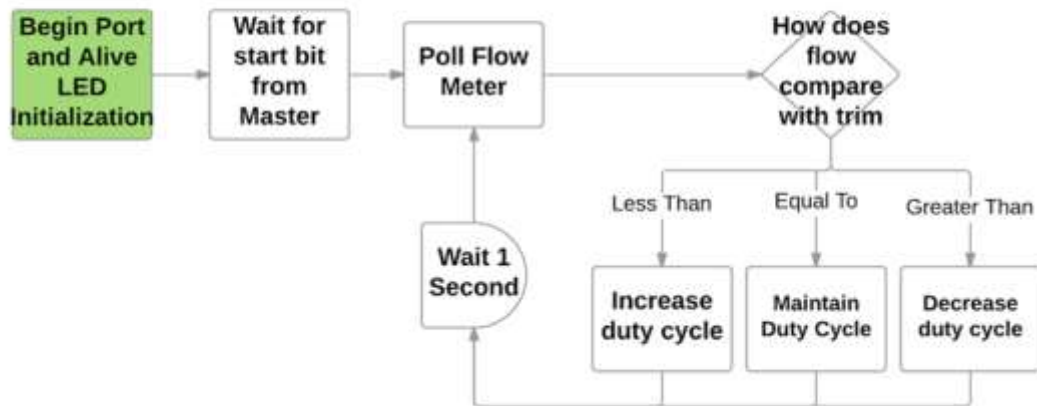 Begin Port
and Alive
LED
Initialization
Wait for
start bit
from
Master
Poll Flow
Meter
How does
flow
compare
with trim
Less Than
Equal To
Greater Than
Wait 1
Second
Increase
duty cycle
Maintain
Duty Cycle
Decrease
duty cycle